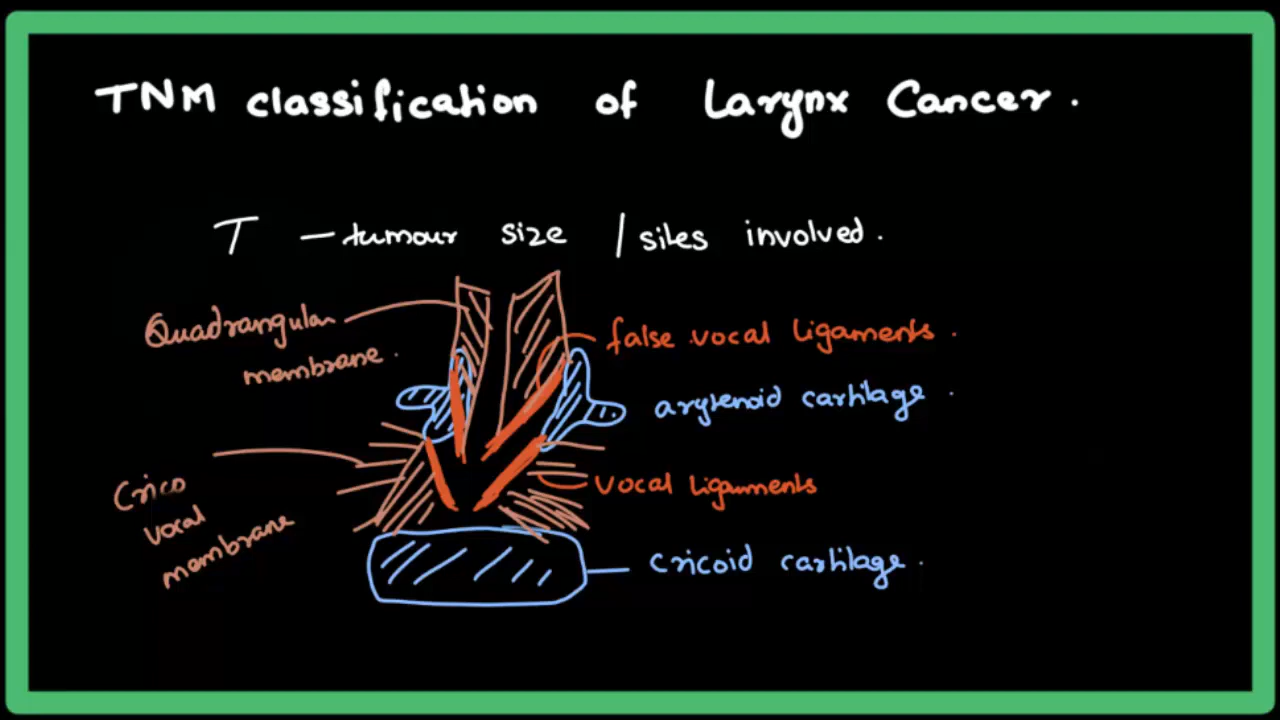 TNM classification of Larynx Cancer.
T — tumour size / sites involved.
Quadrangular
membrane.
false vocal ligaments.
arytenoid cartilage.
Crico
vocal
membrane
vocal ligaments
cricoid cartilage.